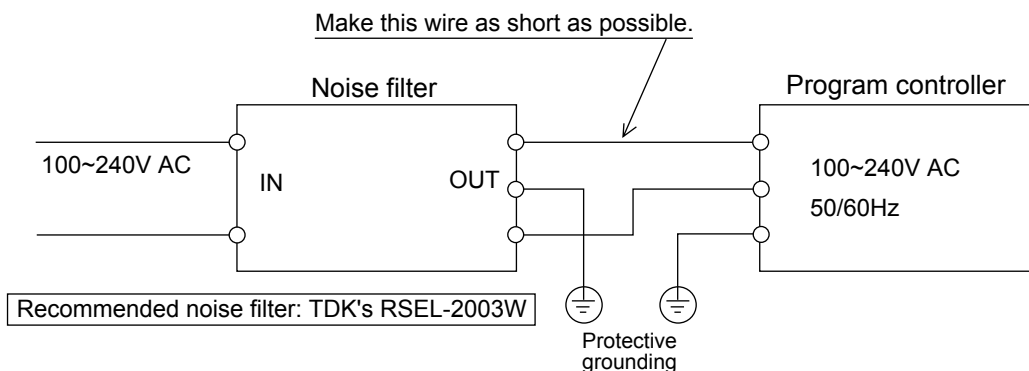 Make this wire as short as possible.
Noise filter
Program controller
100~240V AC
IN
OUT
100~240V AC
50/60Hz
Recommended noise filter: TDK's RSEL-2003W
Protective
grounding